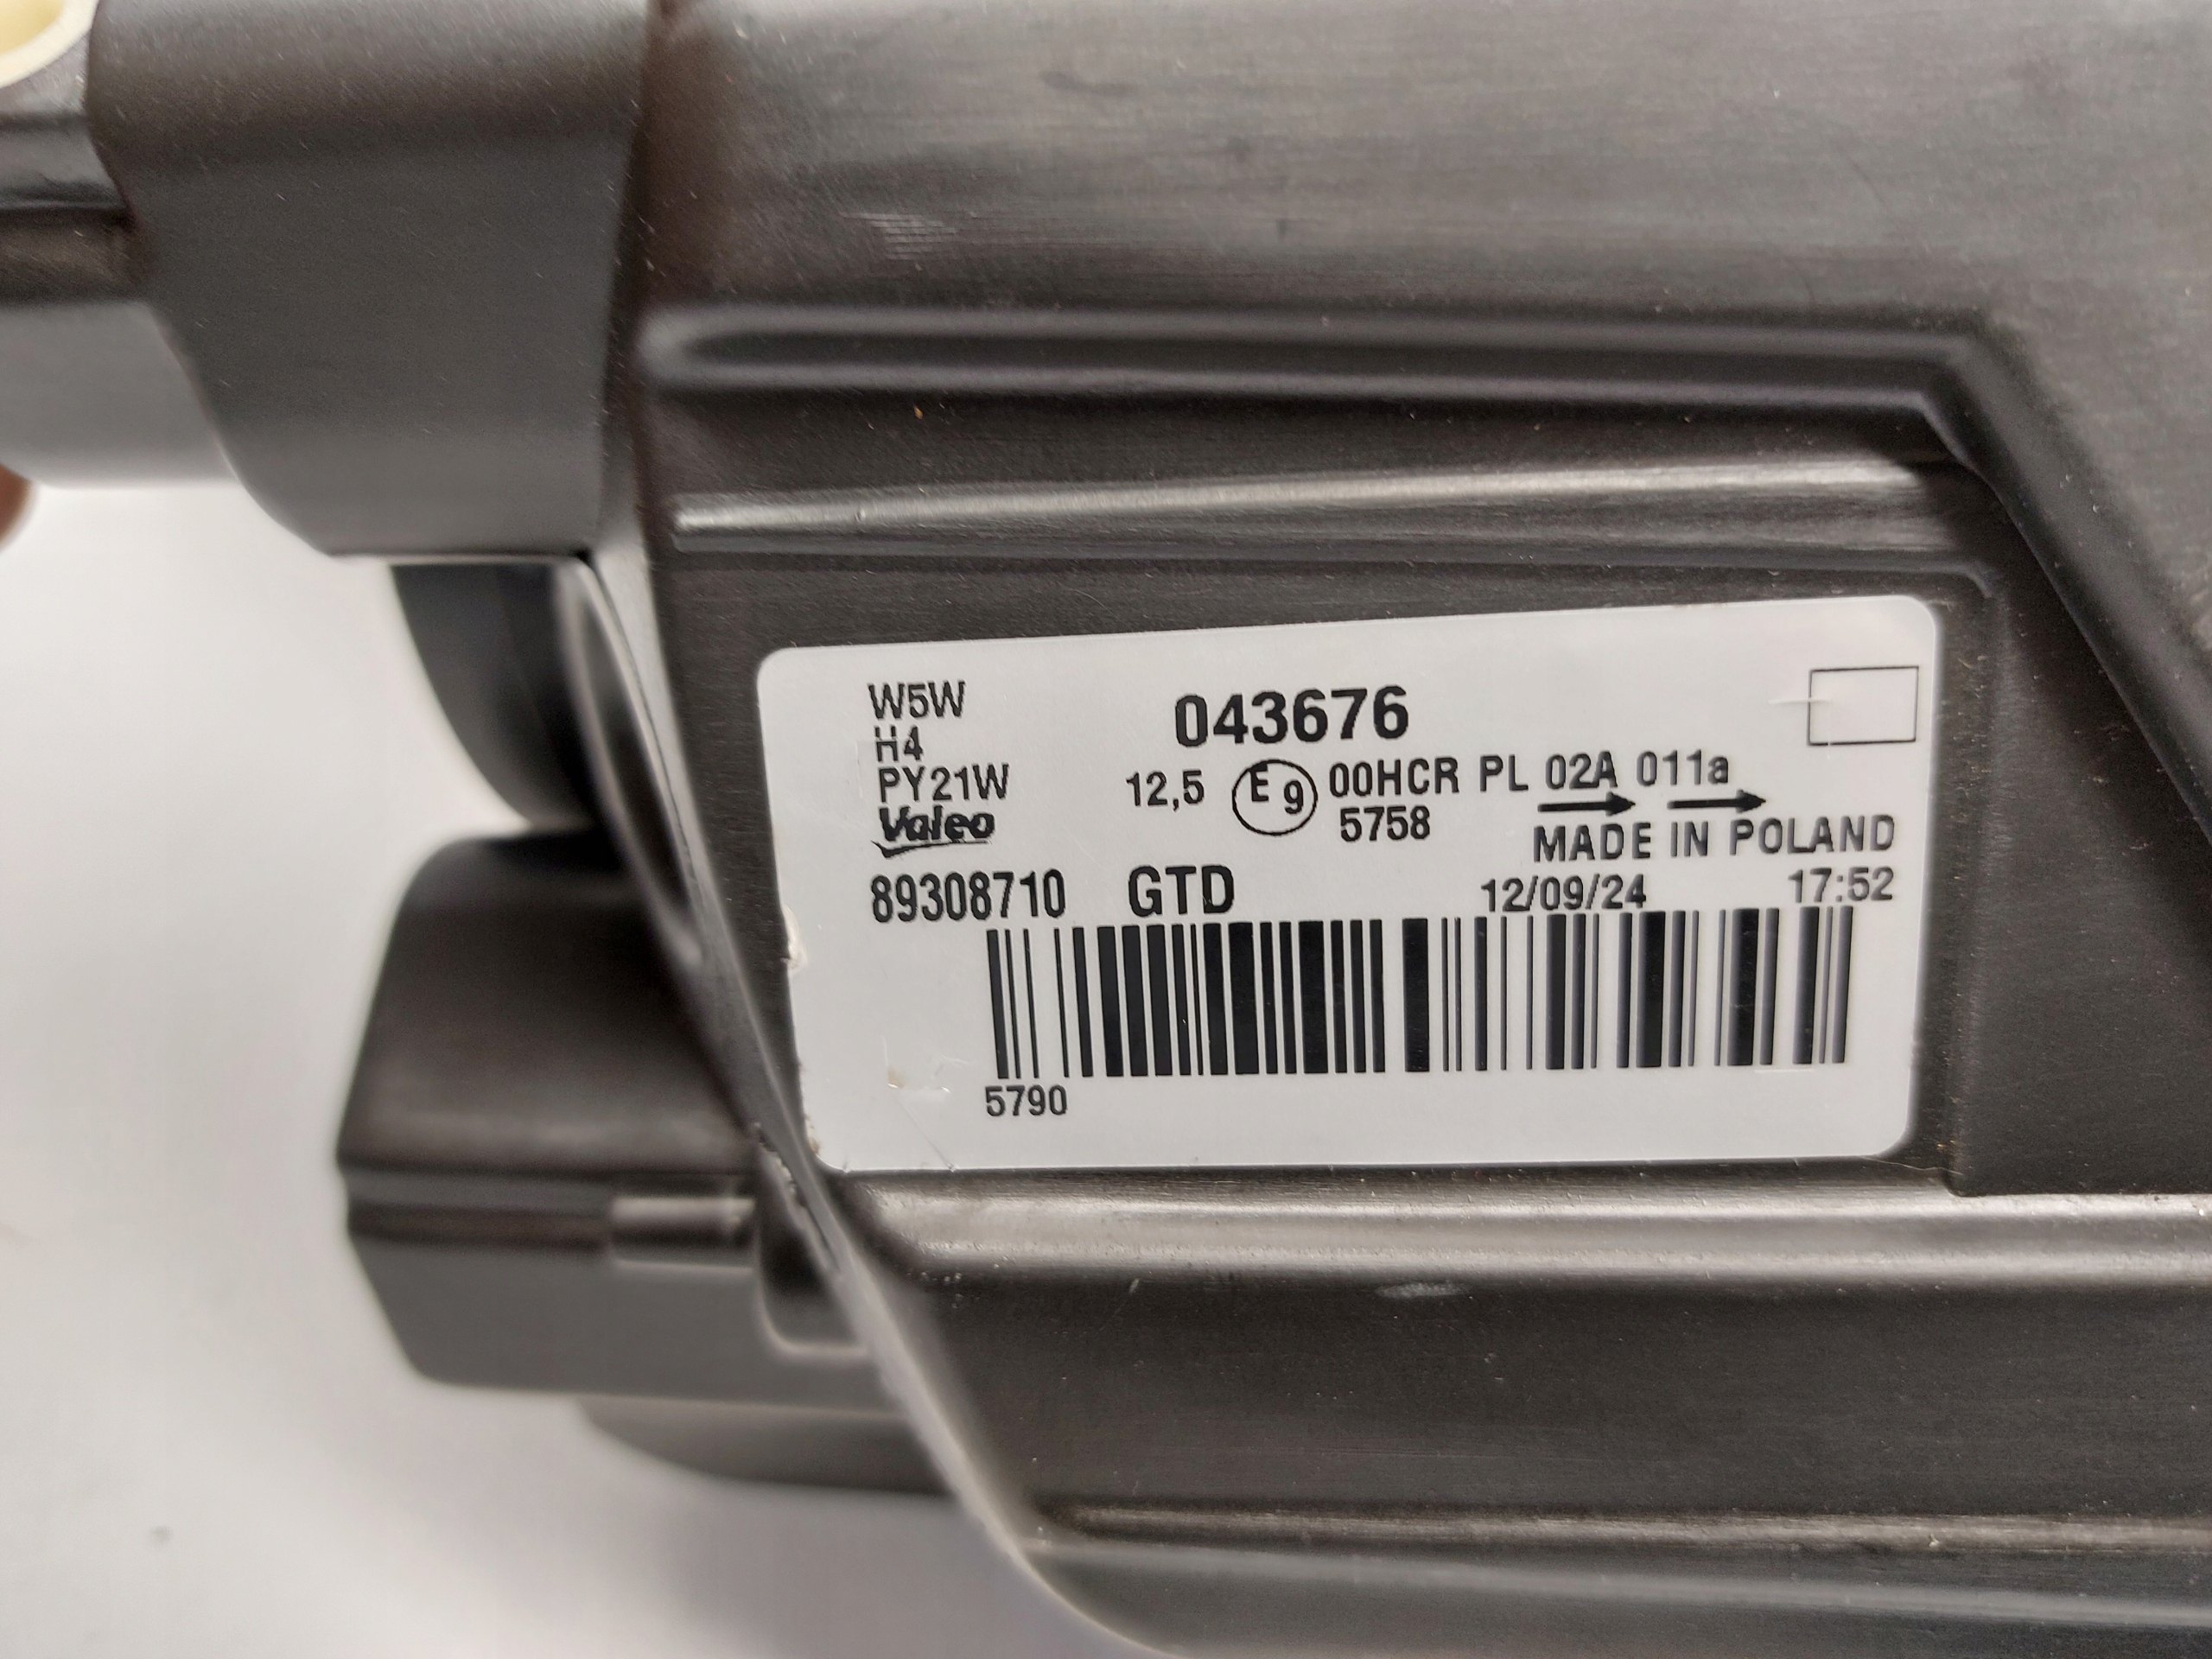 W5W
043676
H4
PY21W
12,5 E9 00HCR PL 02A 011a
Valeo
5758
MADE IN POLAND
89308710 GTD 12/09/24 17:52
5790